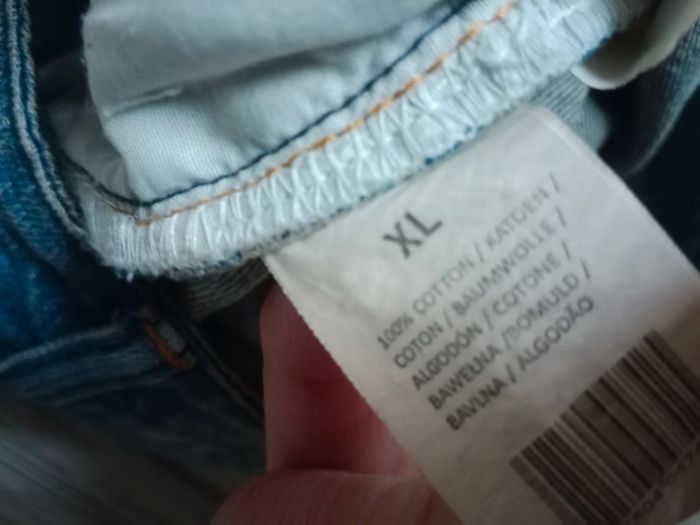 XL
100% COTTON / KATOEN /
COTON / BAUMWOLLE /
ALGODÓN / COTONE /
BAWEŁNA /BOMULD /
BAVLNA / ALGODÃO